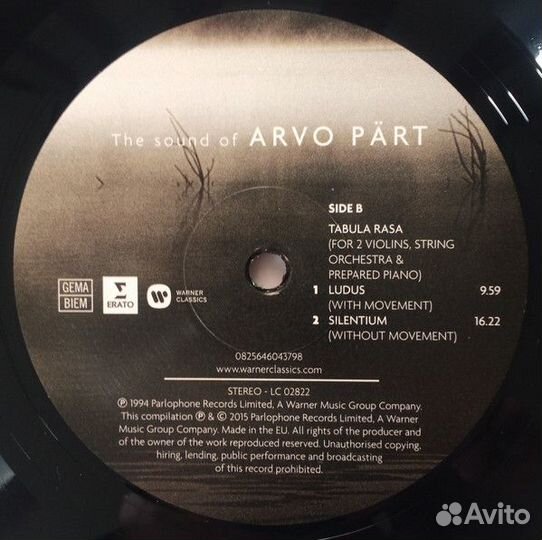 The sound of ARVO PÄRT
SIDE B
TABULA RASA
(FOR 2 VIOLINS, STRING
ORCHESTRA &
PREPARED PIANO)
1 LUDUS 9.59
(WITH MOVEMENT)
2 SILENTIUM 16.22
(WITHOUT MOVEMENT)
GEMA
BIEM
ERATO
WARNER
CLASSICS
0825646043798
www.warnerclassics.com
STEREO - LC 02822
℗ 1994 Parlophone Records Limited, A Warner Music Group Company.
This compilation ℗ & © 2015 Parlophone Records Limited, A Warner
Music Group Company. Made in the EU. All rights of the producer and
of the owner of the work reproduced reserved. Unauthorised copying,
hiring, lending, public performance and broadcasting
of this record prohibited.
Avito